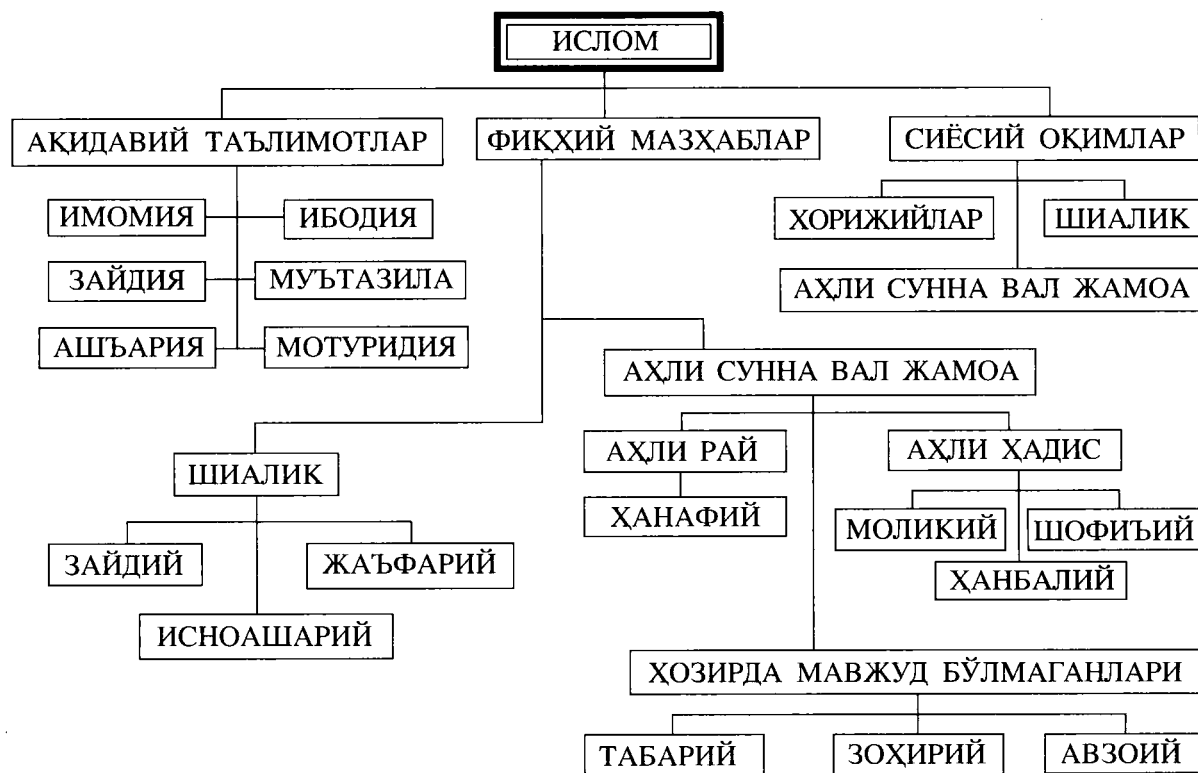 ИСЛОМ
АҚИДАВИЙ ТАЪЛИМОТЛАР
ФИҚҲИЙ МАЗҲАБЛАР
СИЁСИЙ ОҚИМЛАР
ИМОМИЯ
ИБОДИЯ
ЗАЙДИЯ
МУЪТАЗИЛА
АШЪАРИЯ
МОТУРИДИЯ
ХОРИЖИЙЛАР
ШИАЛИК
АҲЛИ СУННА ВАЛ ЖАМОА
АҲЛИ СУННА ВАЛ ЖАМОА
АҲЛИ РАЙ
АҲЛИ ҲАДИС
ҲАНАФИЙ
МОЛИКИЙ
ШОФИЪИЙ
ҲАНБАЛИЙ
ШИАЛИК
ЗАЙДИЙ
ЖАЪФАРИЙ
ИСНОАШАРИЙ
ҲОЗИРДА МАВЖУД БЎЛМАГАНЛАРИ
ТАБАРИЙ
ЗОҲИРИЙ
АВЗОИЙ